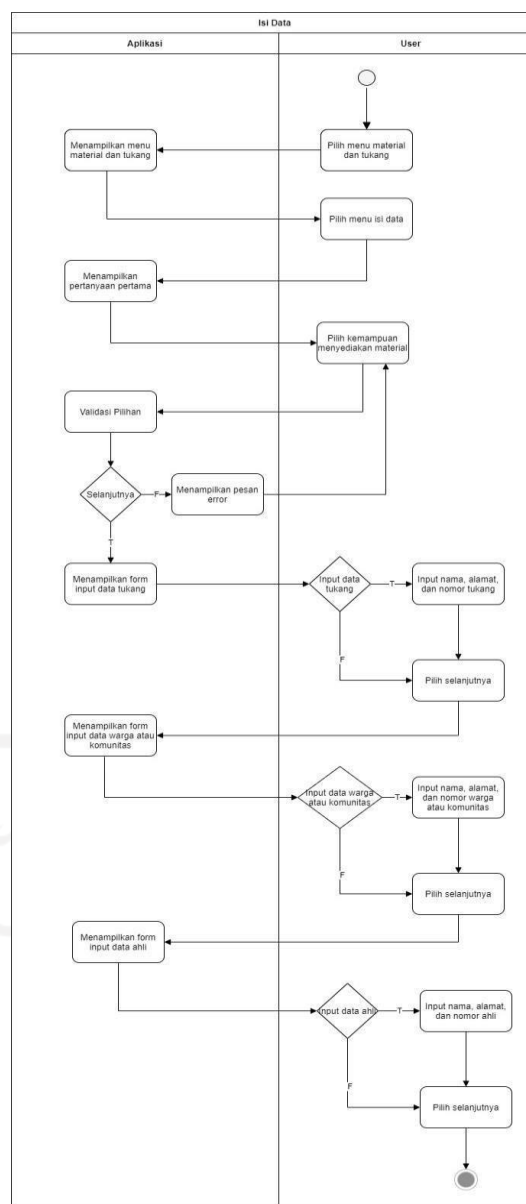 Isi Data
Aplikasi
User
Pilih menu material
dan tukang
Menampilkan menu
material dan tukang
Pilih menu isi data
Menampilkan
pertanyaan pertama
Pilih kemampuan
menyediakan material
Validasi Pilihan
Selanjutnya
F
Menampilkan pesan
error
T
Menampilkan form
input data tukang
Input data
tukang
T
Input nama, alamat,
dan nomor tukang
F
Pilih selanjutnya
Menampilkan form
input data warga atau
komunitas
Input data warga
atau komunitas
T
Input nama, alamat,
dan nomor warga
atau komunitas
F
Pilih selanjutnya
Menampilkan form
input data ahli
Input data ahli
T
Input nama, alamat,
dan nomor ahli
F
Pilih selanjutnya